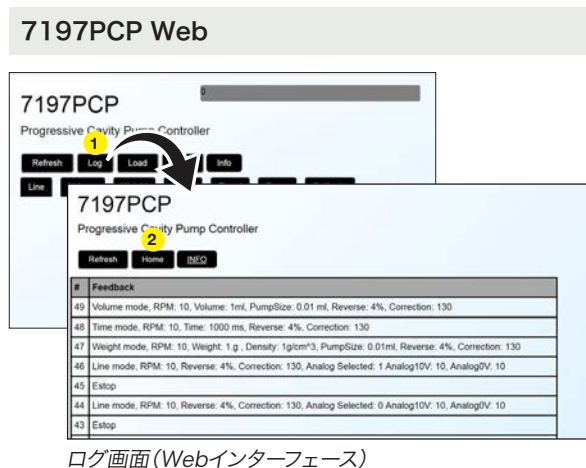 7197PCP Web
7197PCP
0
Progressive Cavity Pump Controller
1
Refresh Log Load Info
Line
7197PCP
Progressive Cavity Pump Controller
2
Refresh Home INFO
# Feedback
49 Volume mode, RPM: 10, Volume: 1ml, PumpSize: 0.01 ml, Reverse: 4%, Correction: 130
48 Time mode, RPM: 10, Time: 1000 ms, Reverse: 4%, Correction: 130
47 Weight mode, RPM: 10, Weight: 1.g , Density: 1g/cm^3, PumpSize: 0.01ml, Reverse: 4%, Correction: 130
46 Line mode, RPM: 10, Reverse: 4%, Correction: 130, Analog Selected: 1 Analog10V: 10, Analog0V: 10
45 Estop
44 Line mode, RPM: 10, Reverse: 4%, Correction: 130, Analog Selected: 0 Analog10V: 10, Analog0V: 10
43 Estop
ログ画面(Webインターフェース)